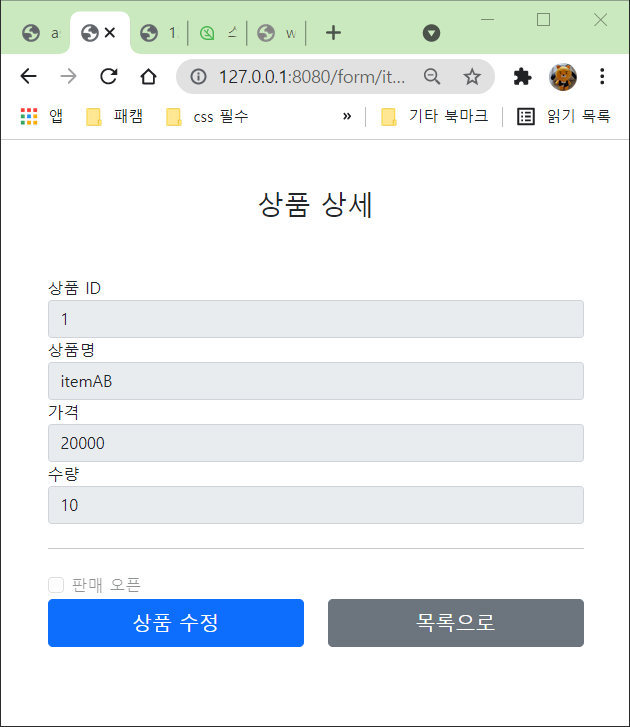 127.0.0.1:8080/form/it...
앱 패캠 css 필수 » 기타 북마크 읽기 목록
상품 상세
상품 ID
1
상품명
itemAB
가격
20000
수량
10
판매 오픈
상품 수정 목록으로